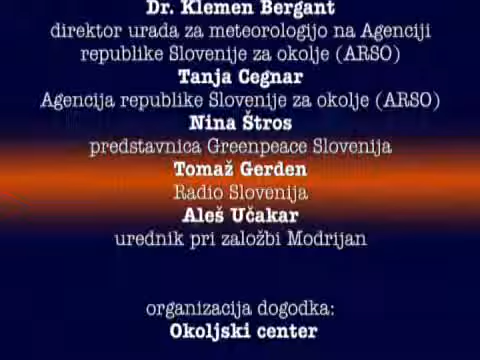 Dr. Klemen Bergant
direktor urada za meteorologijo na Agenciji
republike Slovenije za okolje (ARSO)
Tanja Cegnar
Agencija republike Slovenije za okolje (ARSO)
Nina Štros
predstavnica Greenpeace Slovenija
Tomaž Gerden
Radio Slovenija
Aleš Učakar
urednik pri založbi Modrijan
organizacija dogodka:
Okoljski center